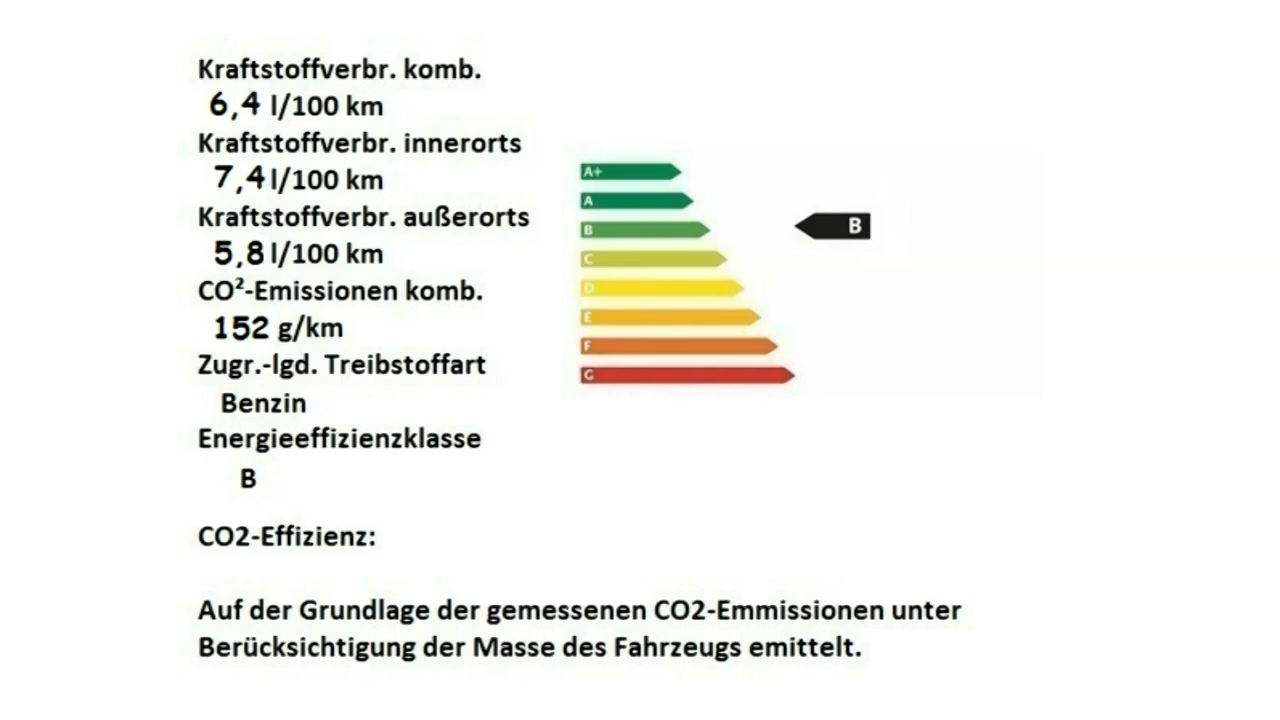 Kraftstoffverbr. komb.
6,4 l/100 km
Kraftstoffverbr. innerorts
7,4 l/100 km
Kraftstoffverbr. außerorts
5,8 l/100 km
CO²-Emissionen komb.
152 g/km
Zugr.-lgd. Treibstoffart
Benzin
Energieeffizienzklasse
B
A+
A
B
B
C
D
E
F
G
CO2-Effizienz:
Auf der Grundlage der gemessenen CO2-Emmissionen unter
Berücksichtigung der Masse des Fahrzeugs emittelt.